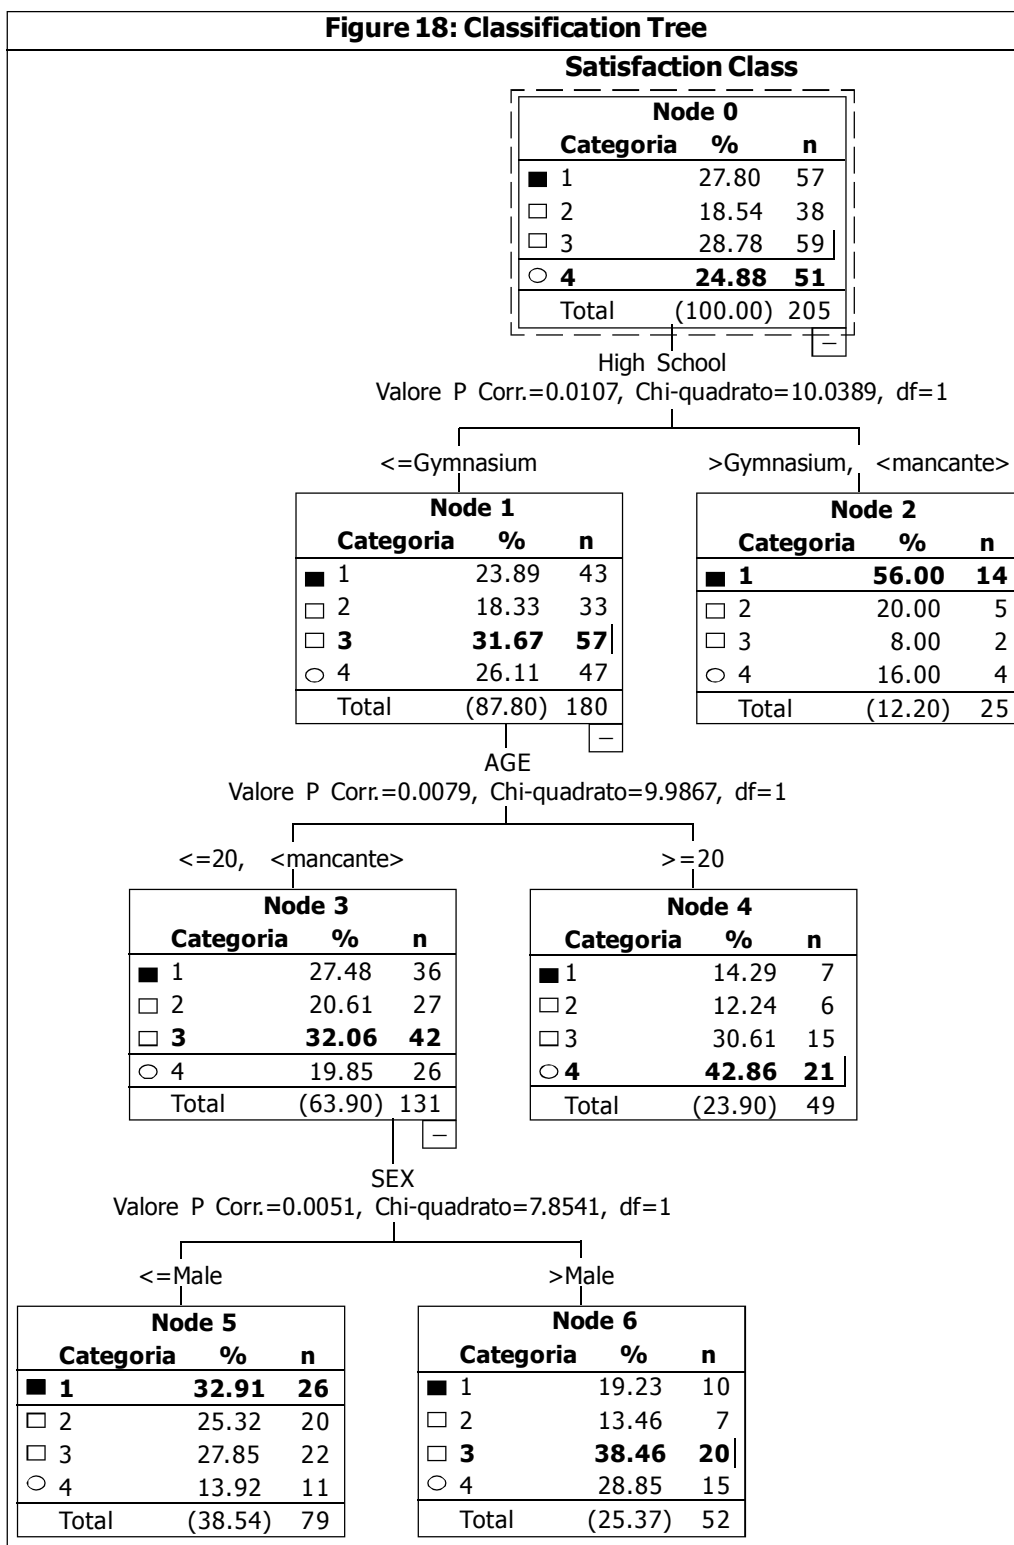 Figure 18: Classification Tree
Satisfaction Class
Node 0
Categoria % n
1 27.80 57
2 18.54 38
3 28.78 59
4 24.88 51
Total (100.00) 205
High School
Valore P Corr.=0.0107, Chi-quadrato=10.0389, df=1
<=Gymnasium
>Gymnasium, <mancante>
Node 1
Categoria % n
1 23.89 43
2 18.33 33
3 31.67 57
4 26.11 47
Total (87.80) 180
Node 2
Categoria % n
1 56.00 14
2 20.00 5
3 8.00 2
4 16.00 4
Total (12.20) 25
AGE
Valore P Corr.=0.0079, Chi-quadrato=9.9867, df=1
<=20, <mancante>
>=20
Node 3
Categoria % n
1 27.48 36
2 20.61 27
3 32.06 42
4 19.85 26
Total (63.90) 131
Node 4
Categoria % n
1 14.29 7
2 12.24 6
3 30.61 15
4 42.86 21
Total (23.90) 49
SEX
Valore P Corr.=0.0051, Chi-quadrato=7.8541, df=1
<=Male
>Male
Node 5
Categoria % n
1 32.91 26
2 25.32 20
3 27.85 22
4 13.92 11
Total (38.54) 79
Node 6
Categoria % n
1 19.23 10
2 13.46 7
3 38.46 20
4 28.85 15
Total (25.37) 52